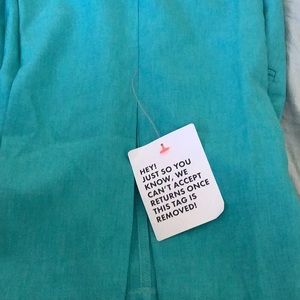 HEY!
JUST SO YOU
KNOW, WE
CAN'T ACCEPT
RETURNS ONCE
THIS TAG IS
REMOVED!